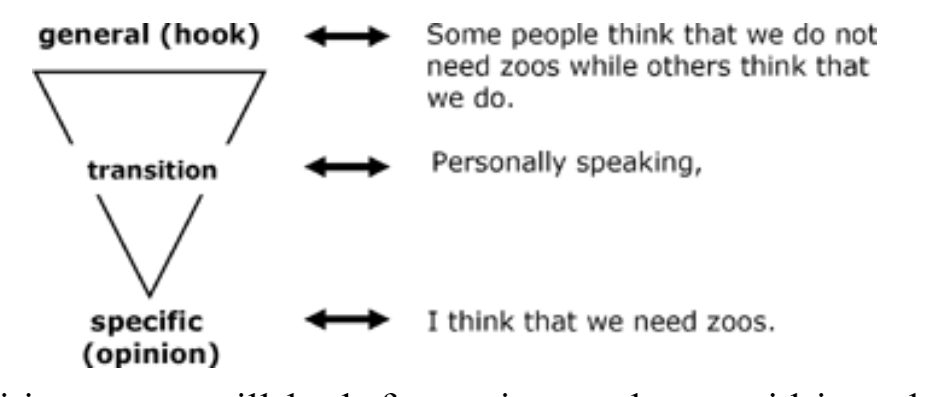 general (hook)
Some people think that we do not
need zoos while others think that
we do.
transition
Personally speaking,
specific
(opinion)
I think that we need zoos.